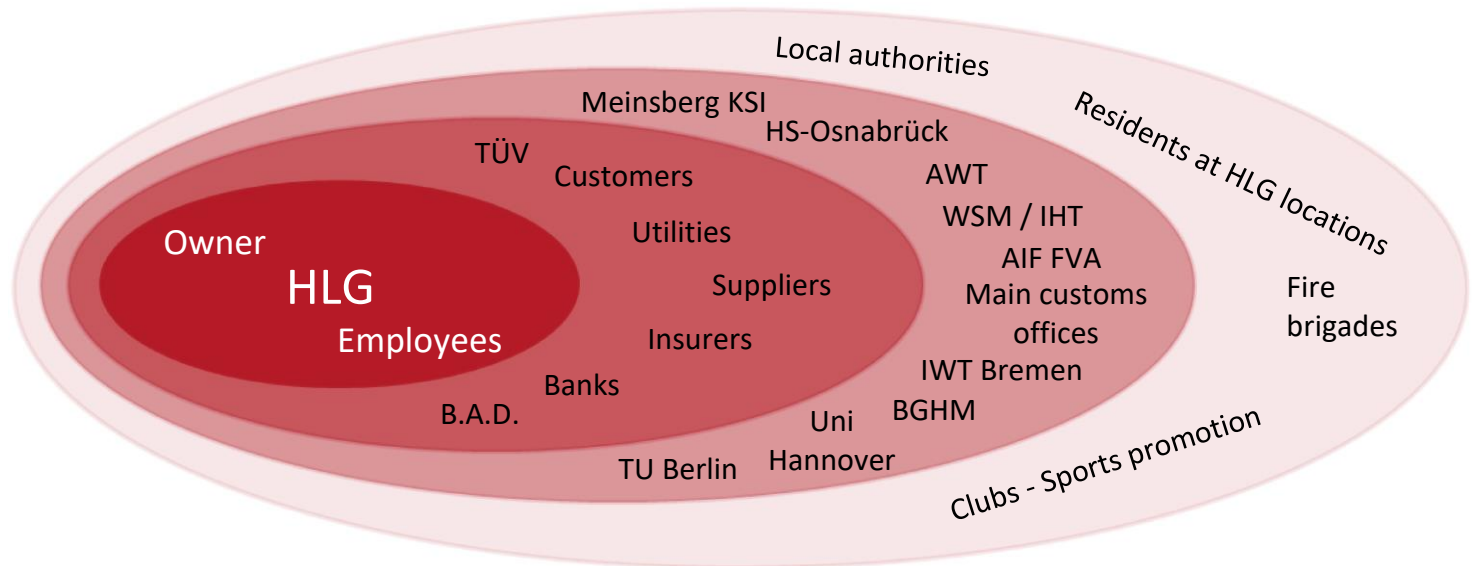 Local authorities
Residents at HLG locations
Fire
brigades
Clubs - Sports promotion
Meinsberg KSI
HS-Osnabrück
AWT
WSM / IHT
AIF FVA
Main customs
offices
IWT Bremen
BGHM
Uni
Hannover
TU Berlin
TÜV
Customers
Utilities
Suppliers
Insurers
Banks
B.A.D.
Owner
HLG
Employees